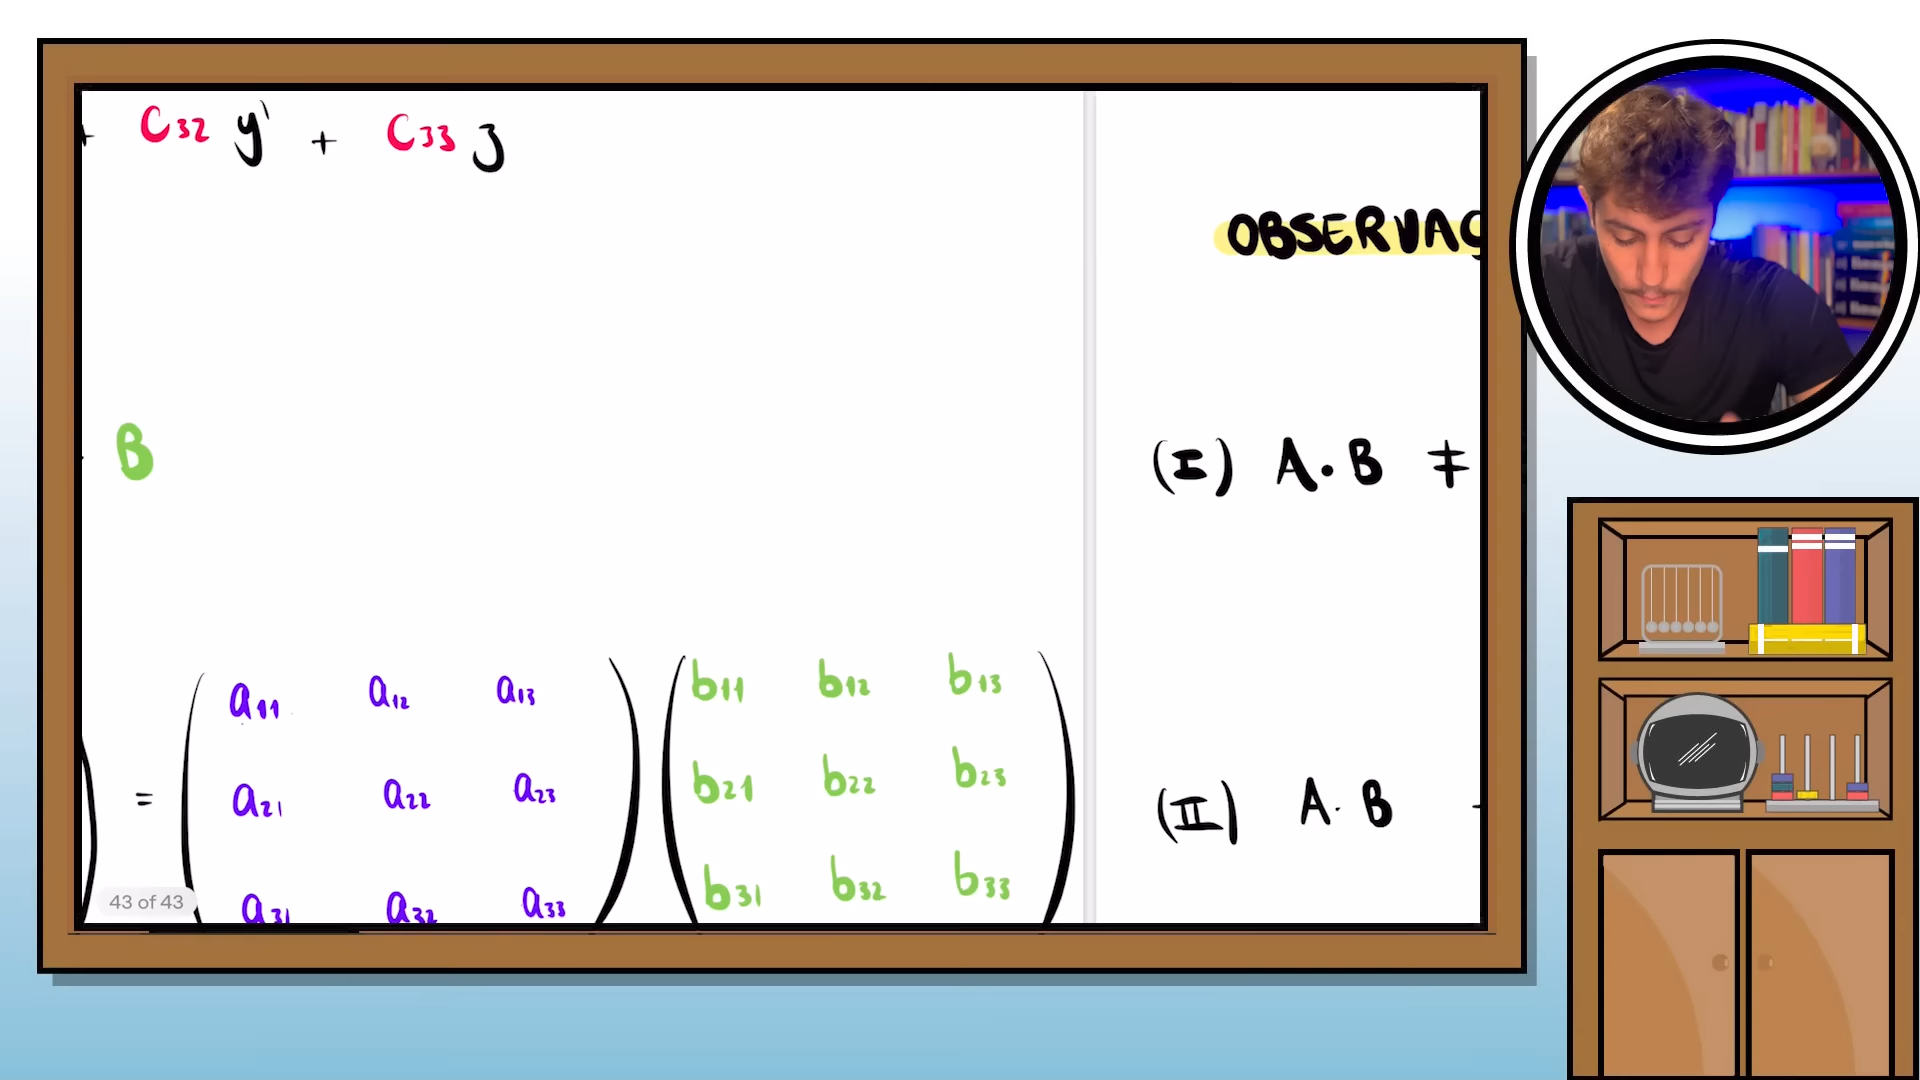 + C32 y' + C33 z
B
= ( a11 a12 a13 ) ( b11 b12 b13 )
a21 a22 a23 b21 b22 b23
a31 a32 a33 b31 b32 b33
43 of 43
OBSERVAÇ
(I) A·B ≠
(II) A·B